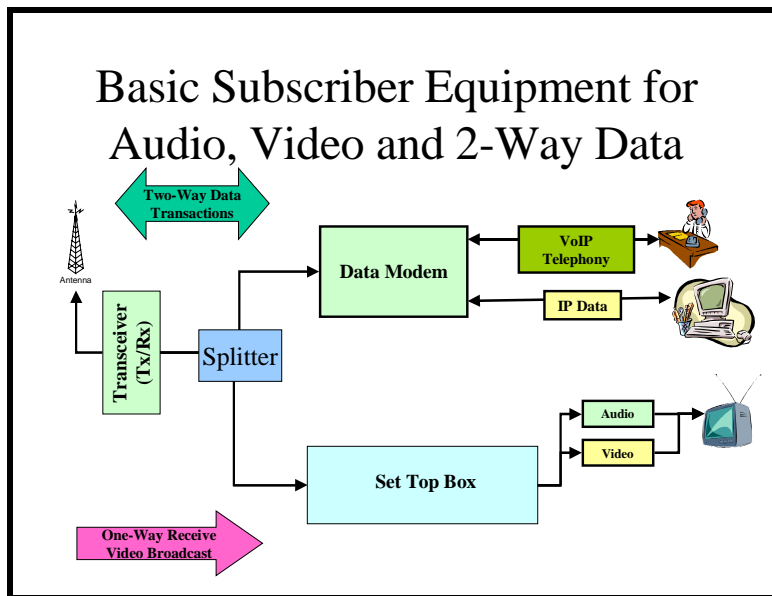 Basic Subscriber Equipment for
Audio, Video and 2-Way Data
Two-Way Data
Transactions
Antenna
Transceiver
(Tx/Rx)
Splitter
Data Modem
VoIP
Telephony
IP Data
Audio
Video
Set Top Box
One-Way Receive
Video Broadcast